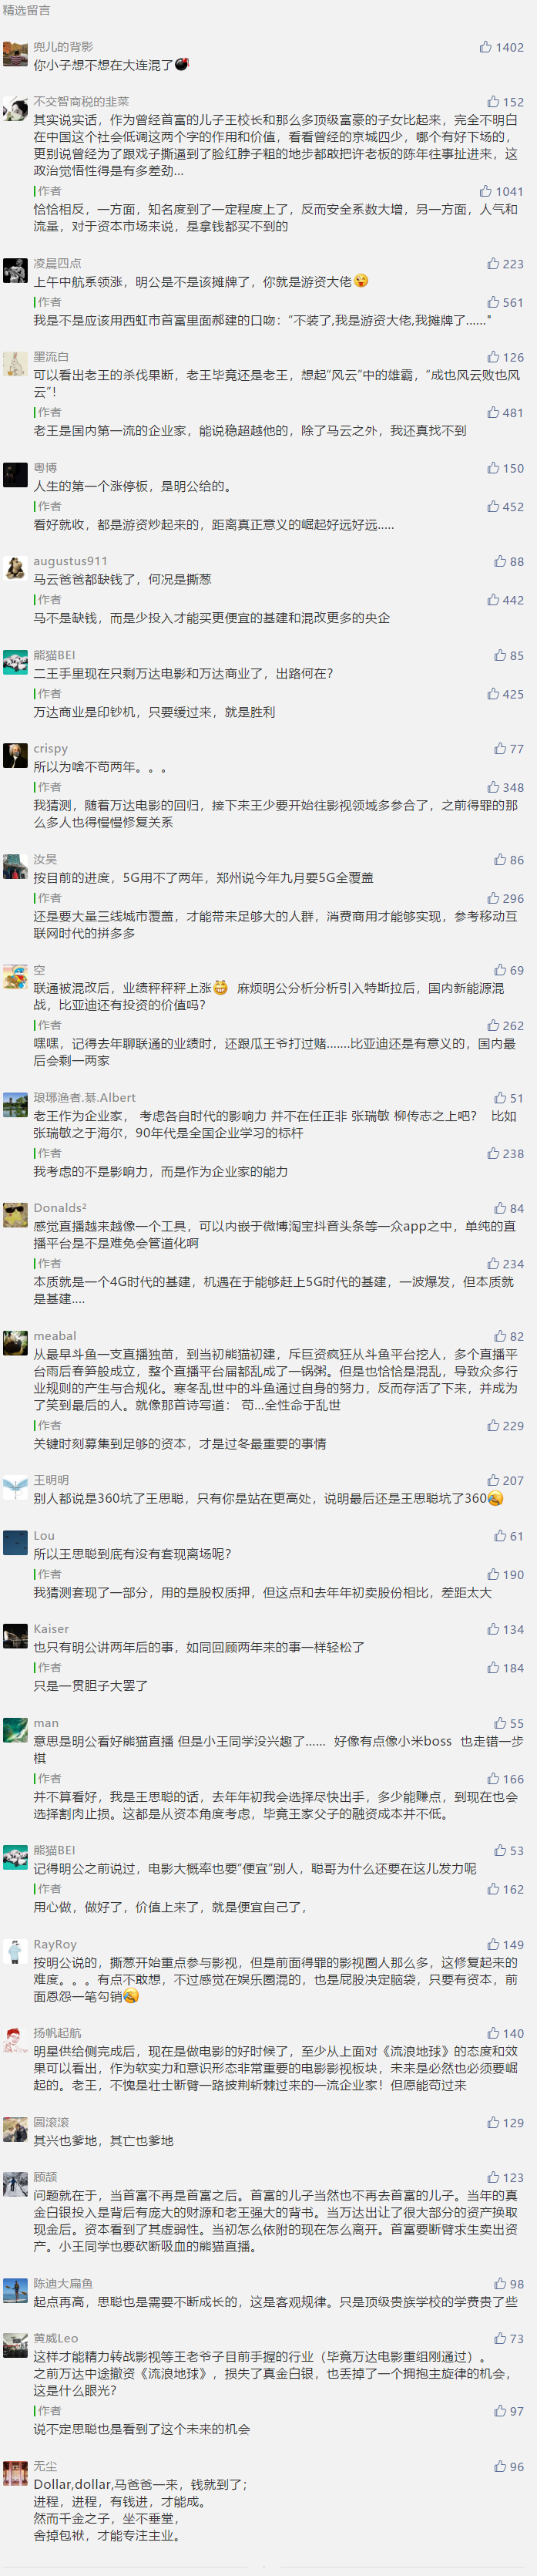 精选留言
兜儿的背影 1402
你小子想不想在大连混了💣
不交智商税的韭菜 152
其实说实话，作为曾经首富的儿子王校长和那么多顶级富豪的子女比起来，完全不明白
在中国这个社会低调这两个字的作用和价值，看看曾经的京城四少，哪个有好下场的，
更别说曾经为了跟戏子撕逼到了脸红脖子粗的地步都敢把许老板的陈年往事扯进来，这
政治觉悟性得是有多差劲...
作者 1041
恰恰相反，一方面，知名度到了一定程度上了，反而安全系数大增，另一方面，人气和
流量，对于资本市场来说，是拿钱都买不到的
凌晨四点 223
上午中航系领涨，明公是不是该摊牌了，你就是游资大佬😜
作者 561
我是不是应该用西虹市首富里面郝建的口吻：“不装了,我是游资大佬,我摊牌了......"
墨流白 126
可以看出老王的杀伐果断，老王毕竟还是老王，想起“风云”中的雄霸，“成也风云败也风
云”！
作者 481
老王是国内第一流的企业家，能说稳超越他的，除了马云之外，我还真找不到
粤博 150
人生的第一个涨停板，是明公给的。
作者 452
看好就收，都是游资炒起来的，距离真正意义的崛起好远好远.....
augustus911 88
马云爸爸都缺钱了，何况是撕葱
作者 442
马不是缺钱，而是少投入才能买更便宜的基建和混改更多的央企
熊猫BEI 85
二王手里现在只剩万达电影和万达商业了，出路何在？
作者 425
万达商业是印钞机，只要缓过来，就是胜利
crispy 77
所以为啥不苟两年。。。
作者 348
我猜测，随着万达电影的回归，接下来王少要开始往影视领域多参合了，之前得罪的那
么多人也得慢慢修复关系
汝昊 86
按目前的进度，5G用不了两年，郑州说今年九月要5G全覆盖
作者 296
还是要大量三线城市覆盖，才能带来足够大的人群，消费商用才能够实现，参考移动互
联网时代的拼多多
空 69
联通被混改后，业绩秤秤秤上涨😁 麻烦明公分析分析引入特斯拉后，国内新能源混
战，比亚迪还有投资的价值吗？
作者 262
嘿嘿，记得去年聊联通的业绩时，还跟瓜王爷打过赌.......比亚迪还是有意义的，国内最
后会剩一两家
琅琊渔者.綦.Albert 51
老王作为企业家， 考虑各自时代的影响力 并不在任正非 张瑞敏 柳传志之上吧？ 比如
张瑞敏之于海尔，90年代是全国企业学习的标杆
作者 238
我考虑的不是影响力，而是作为企业家的能力
Donalds² 84
感觉直播越来越像一个工具，可以内嵌于微博淘宝抖音头条等一众app之中，单纯的直
播平台是不是难免会管道化啊
作者 234
本质就是一个4G时代的基建，机遇在于能够赶上5G时代的基建，一波爆发，但本质就
是基建....
meabal 82
从最早斗鱼一支直播独苗，到当初熊猫初建，斥巨资疯狂从斗鱼平台挖人，多个直播平
台雨后春笋般成立，整个直播平台届都乱成了一锅粥。但是也恰恰是混乱，导致众多行
业规则的产生与合规化。寒冬乱世中的斗鱼通过自身的努力，反而存活了下来，并成为
了笑到最后的人。就像那首诗写道： 苟...全性命于乱世
作者 229
关键时刻募集到足够的资本，才是过冬最重要的事情
王明明 207
别人都说是360坑了王思聪，只有你是站在更高处，说明最后还是王思聪坑了360🤣
Lou 61
所以王思聪到底有没有套现离场呢？
作者 190
我猜测套现了一部分，用的是股权质押，但这点和去年年初卖股份相比，差距太大
Kaiser 134
也只有明公讲两年后的事，如同回顾两年来的事一样轻松了
作者 184
只是一贯胆子大罢了
man 55
意思是明公看好熊猫直播 但是小王同学没兴趣了...... 好像有点像小米boss 也走错一步
棋
作者 166
并不算看好，我是王思聪的话，去年年初我会选择尽快出手，多少能赚点，到现在也会
选择割肉止损。这都是从资本角度考虑，毕竟王家父子的融资成本并不低。
熊猫BEI 53
记得明公之前说过，电影大概率也要“便宜”别人，聪哥为什么还要在这儿发力呢
作者 162
用心做，做好了，价值上来了，就是便宜自己了，
RayRoy 149
按明公说的，撕葱开始重点参与影视，但是前面得罪的影视圈人那么多，这修复起来的
难度。。。有点不敢想，不过感觉在娱乐圈混的，也是屁股决定脑袋，只要有资本，前
面恩怨一笔勾销🤣
扬帆起航 140
明星供给侧完成后，现在是做电影的好时候了，至少从上面对《流浪地球》的态度和效
果可以看出，作为软实力和意识形态非常重要的电影影视板块，未来是必然也必须要崛
起的。老王，不愧是壮士断臂一路披荆斩棘过来的一流企业家！但愿能苟过来
圆滚滚 129
其兴也爹地，其亡也爹地
顾颉 123
问题就在于，当首富不再是首富之后。首富的儿子当然也不再去首富的儿子。当年的真
金白银投入是背后有庞大的财源和老王强大的背书。当万达出让了很大部分的资产换取
现金后。资本看到了其虚弱性。当初怎么依附的现在怎么离开。首富要断臂求生卖出资
产。小王同学也要砍断吸血的熊猫直播。
陈迪大扁鱼 98
起点再高，思聪也是需要不断成长的，这是客观规律。只是顶级贵族学校的学费贵了些
黄威Leo 73
这样才能精力转战影视等王老爷子目前手握的行业（毕竟万达电影重组刚通过）。
之前万达中途撤资《流浪地球》，损失了真金白银，也丢掉了一个拥抱主旋律的机会，
这是什么眼光？
作者 97
说不定思聪也是看到了这个未来的机会
无尘 96
Dollar,dollar,马爸爸一来，钱就到了；
进程，进程，有钱进，才能成。
然而千金之子，坐不垂堂，
舍掉包袱，才能专注主业。